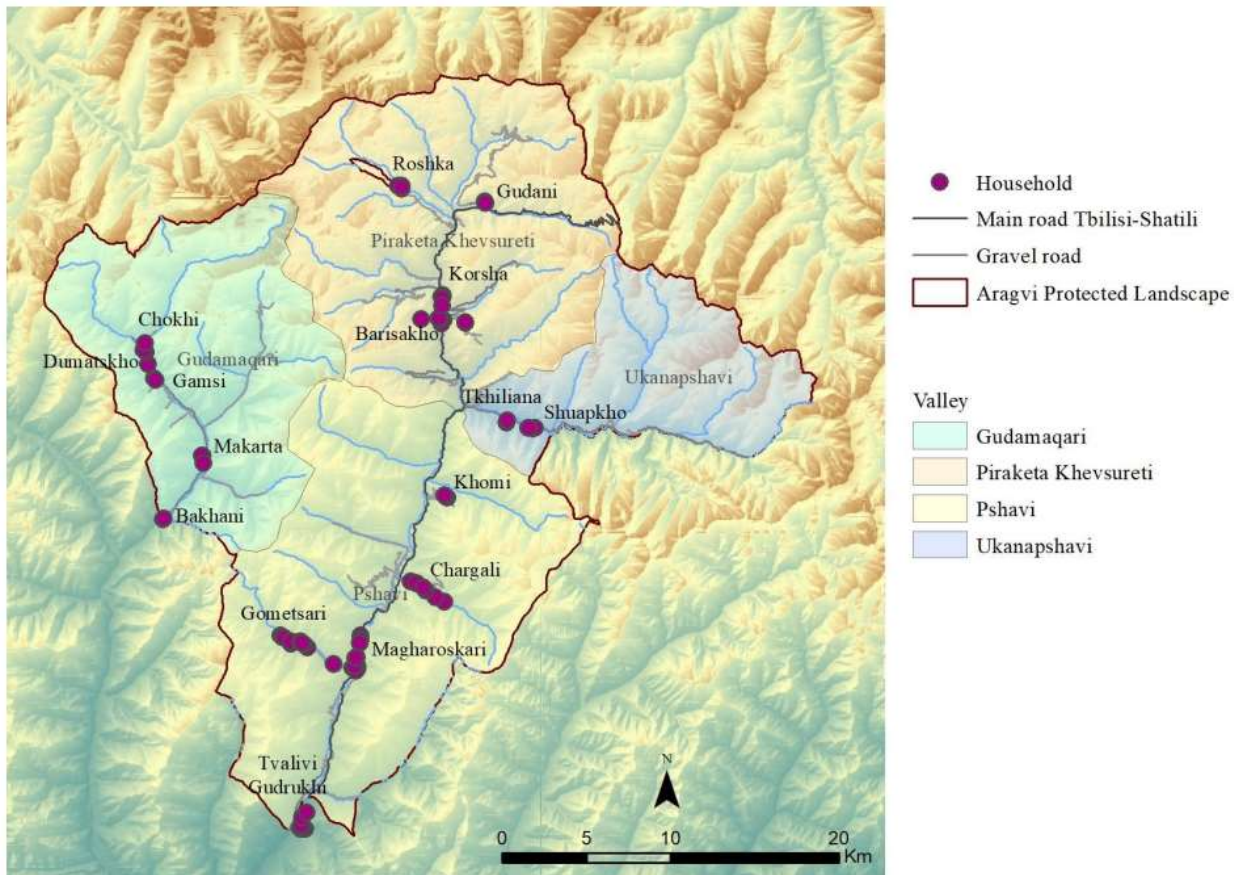 Roshka
Gudani
Piraketa Khevsureti
Korsha
Barisakho
Chokhi
Dumatskho
Gudamaqari
Gamsi
Ukanapshavi
Tkhiliana
Shuapkho
Makarta
Khomi
Bakhani
Chargali
Pshavi
Gometsari
Magharoskari
Tvalivi
Gudrukhi
N
0 5 10 20
Km
Household
Main road Tbilisi-Shatili
Gravel road
Aragvi Protected Landscape
Valley
Gudamaqari
Piraketa Khevsureti
Pshavi
Ukanapshavi